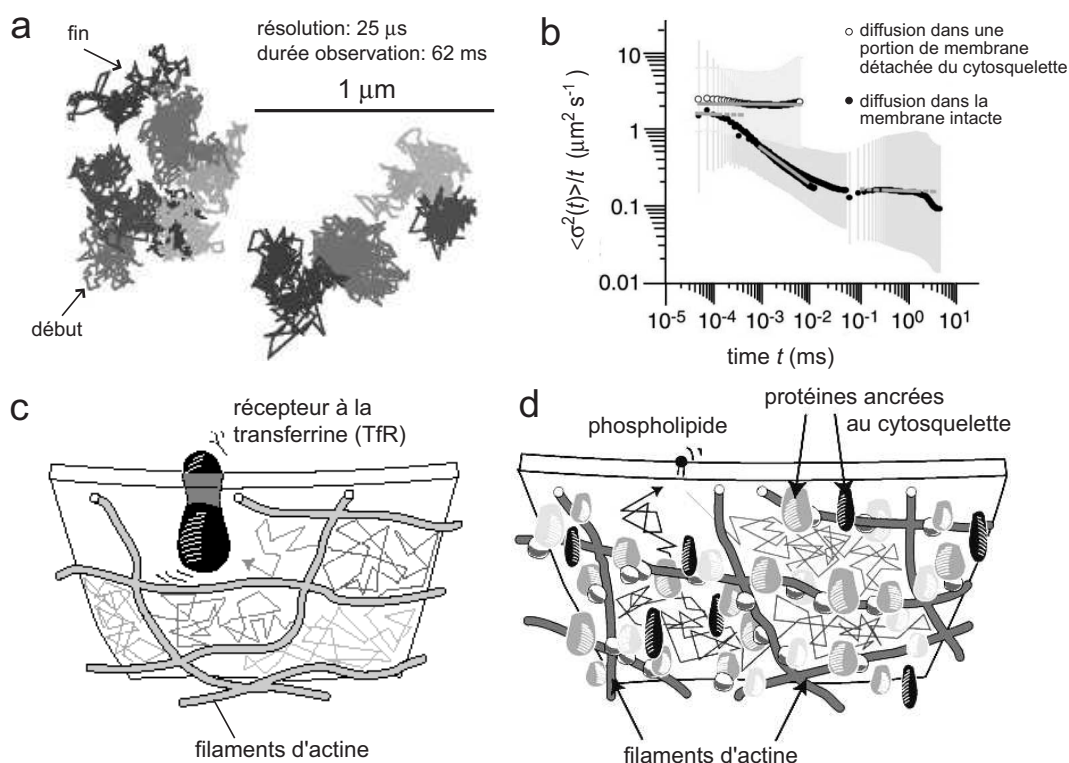 a
fin
résolution: 25 μs
durée observation: 62 ms
1 μm
début
b
diffusion dans une
portion de membrane
détachée du cytosquelette
diffusion dans la
membrane intacte
<σ²(t)>/t (μm² s⁻¹)
10
1
0.1
0.01
10⁻⁵ 10⁻⁴ 10⁻³ 10⁻² 10⁻¹ 10⁰ 10¹
time t (ms)
c
récepteur à la
transferrine (TfR)
filaments d'actine
d
protéines ancrées
au cytosquelette
phospholipide
filaments d'actine